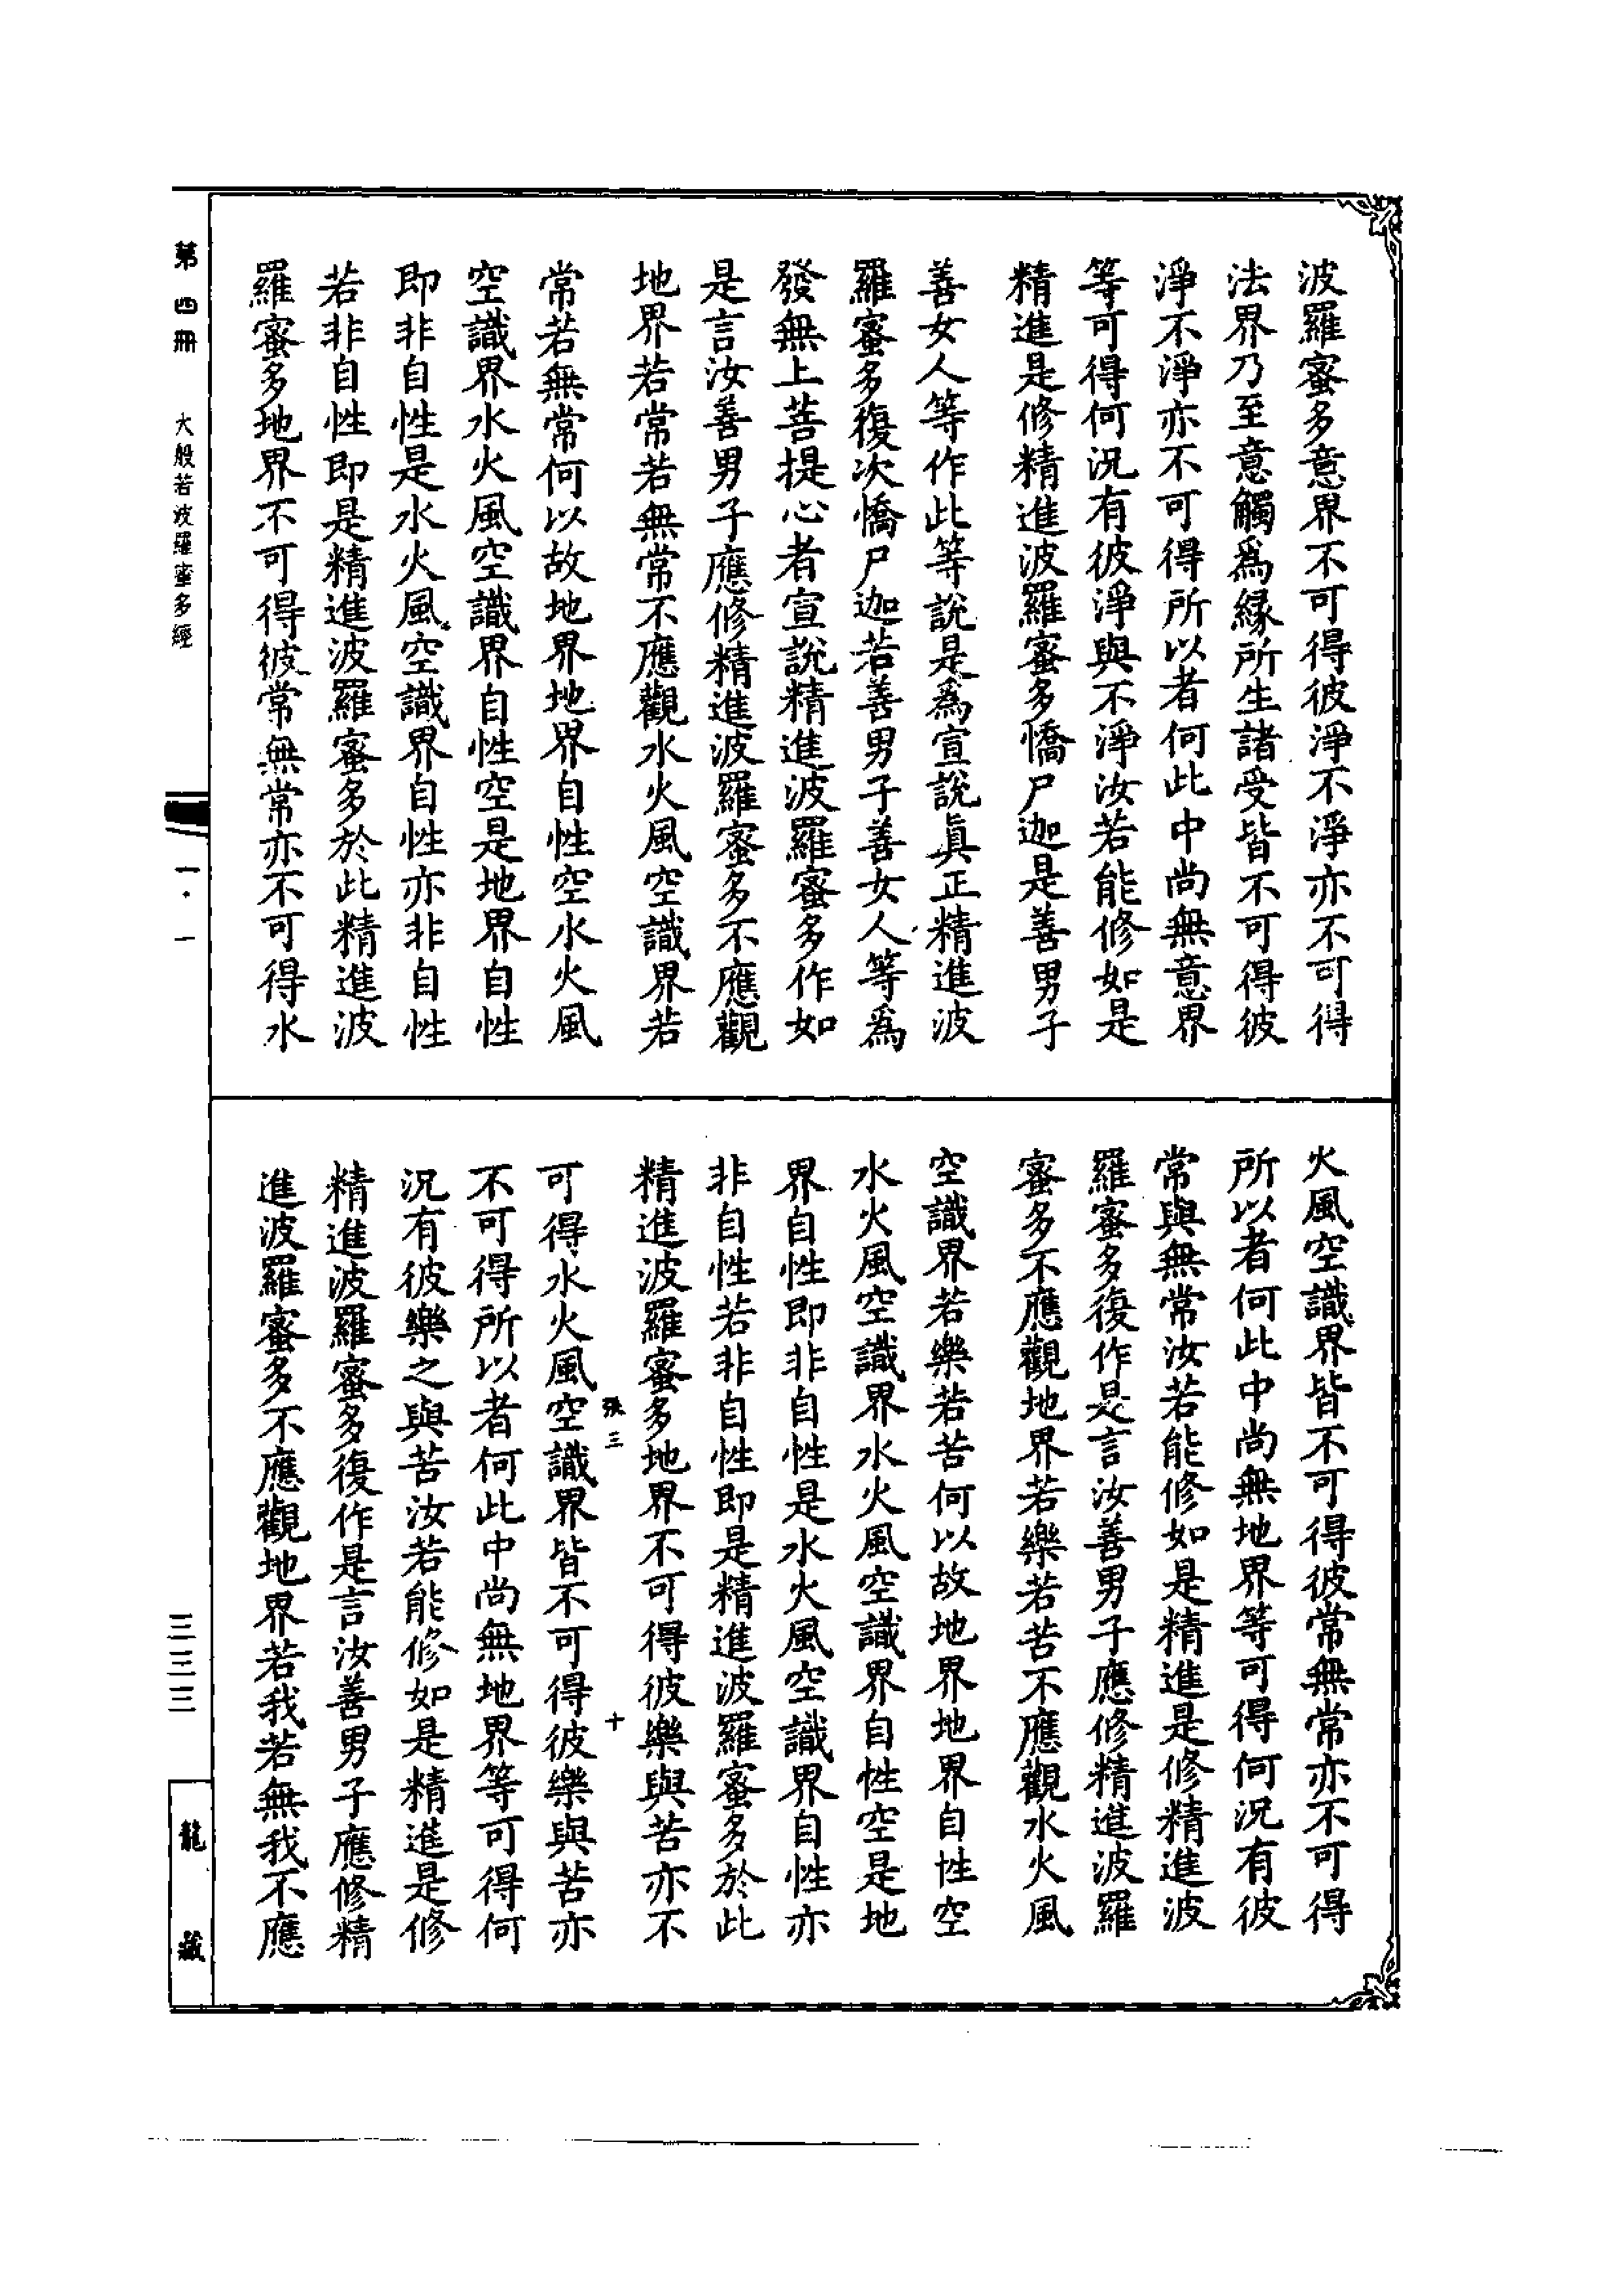 波羅蜜多意界不可得彼淨不淨亦不可得
法界乃至意觸爲緣所生諸受皆不可得彼
淨不淨亦不可得所以者何此中尚無意界
等可得何況有彼淨與不淨汝若能修如是
精進是修精進波羅蜜多憍尸迦是善男子
善女人等作此等說是爲宣說真正精進波
羅蜜多復次憍尸迦若善男子善女人等爲
發無上菩提心者宣說精進波羅蜜多作如
是言汝善男子應修精進波羅蜜多不應觀
地界若常若無常不應觀水火風空識界若
常若無常何以故地界地界自性空水火風
空識界水火風空識界自性空是地界自性
即非自性是水火風空識界自性亦非自性
若非自性即是精進波羅蜜多於此精進波
羅蜜多地界不可得彼常無常亦不可得水
火風空識界皆不可得彼常無常亦不可得
所以者何此中尚無地界等可得何況有彼
常與無常汝若能修如是精進是修精進波
羅蜜多復作是言汝善男子應修精進波羅
蜜多不應觀地界若樂若苦不應觀水火風
空識界若樂若苦何以故地界地界自性空
水火風空識界水火風空識界自性空是地
界自性即非自性是水火風空識界自性亦
非自性若非自性即是精進波羅蜜多於此
精進波羅蜜多地界不可得彼樂與苦亦不
張三 十
可得水火風空識界皆不可得彼樂與苦亦
不可得所以者何此中尚無地界等可得何
況有彼樂之與苦汝若能修如是精進是修
精進波羅蜜多復作是言汝善男子應修精
進波羅蜜多不應觀地界若我若無我不應
第四冊 大般若波羅蜜多經 一·一 三三三 龍藏